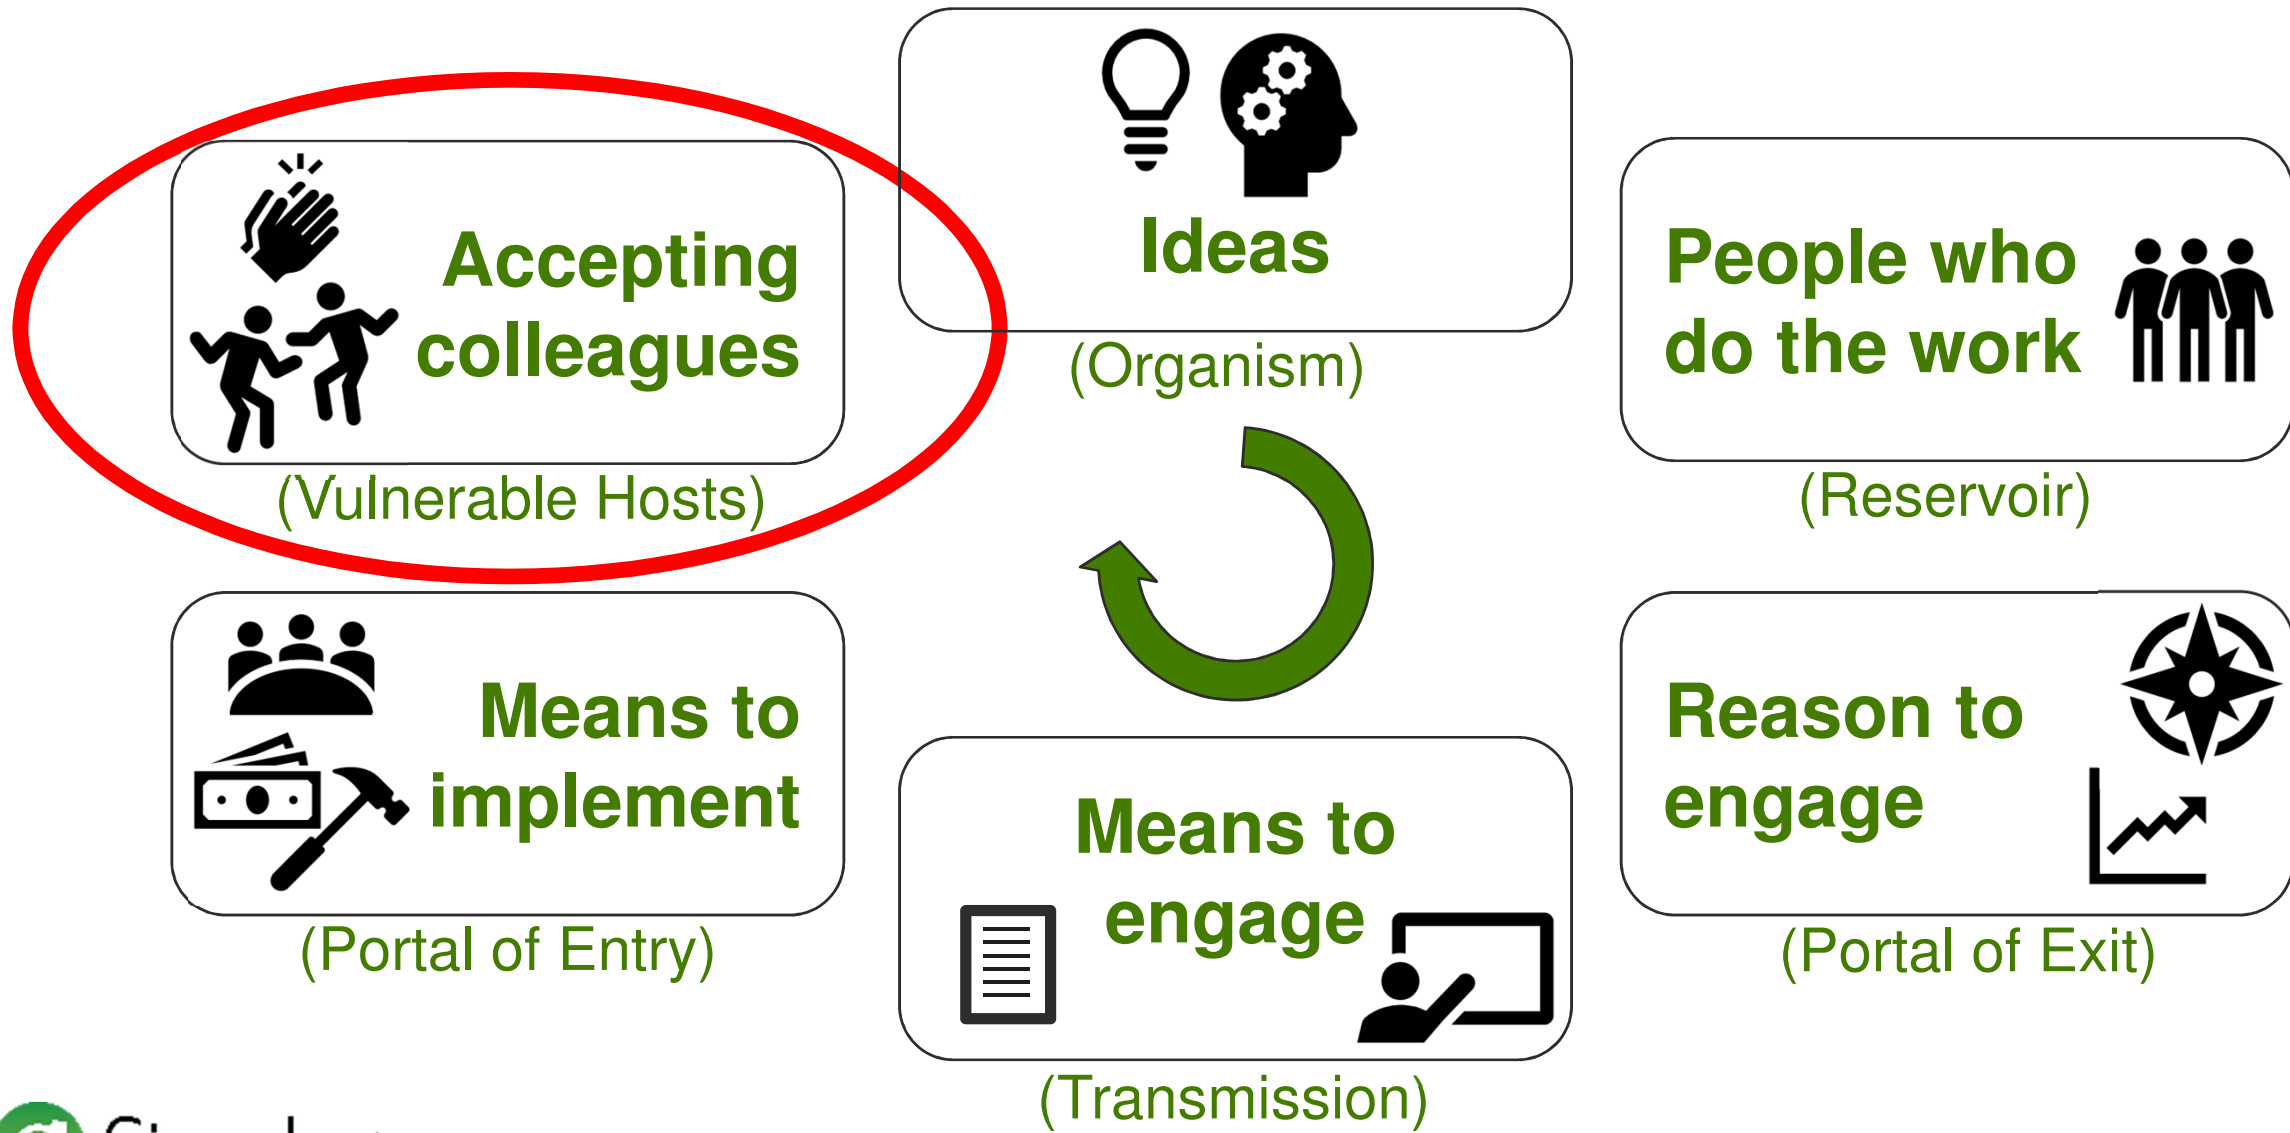 Ideas
(Organism)
People who
do the work
(Reservoir)
Reason to
engage
(Portal of Exit)
Means to
engage
(Transmission)
Means to
implement
(Portal of Entry)
Accepting
colleagues
(Vulnerable Hosts)